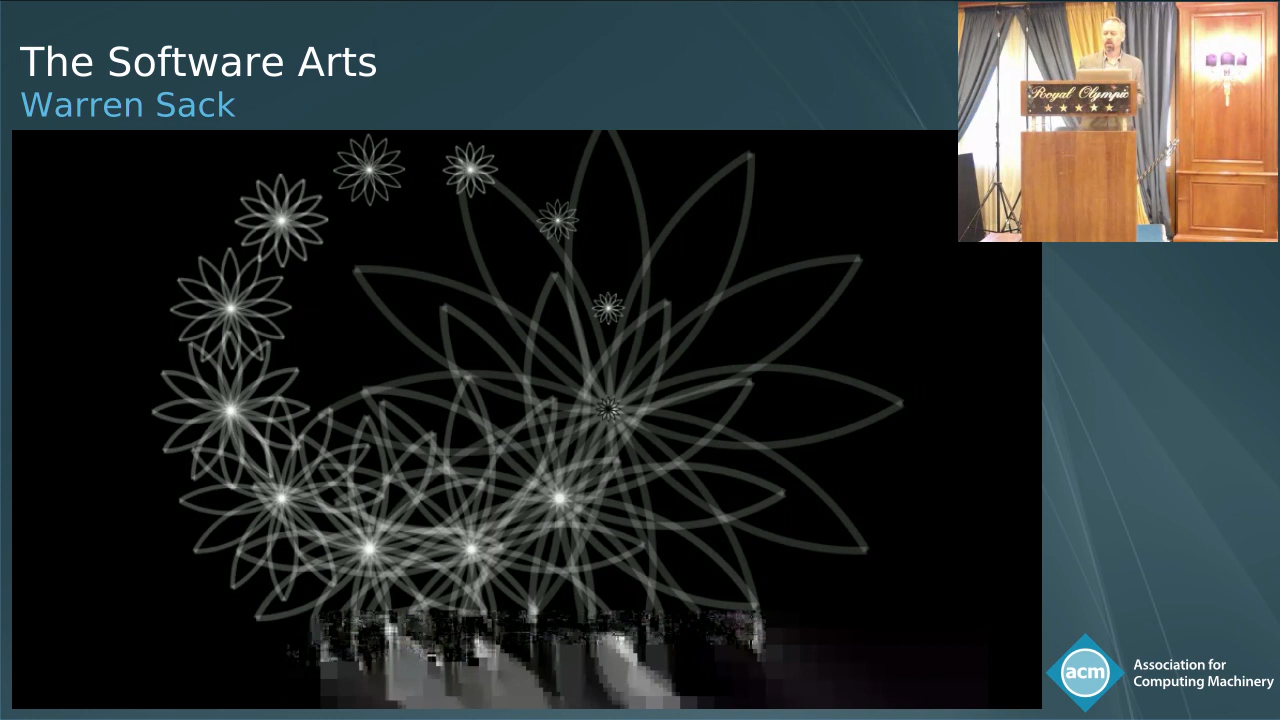 The Software Arts
Warren Sack
Royal Olympic
acm
Association for
Computing Machinery